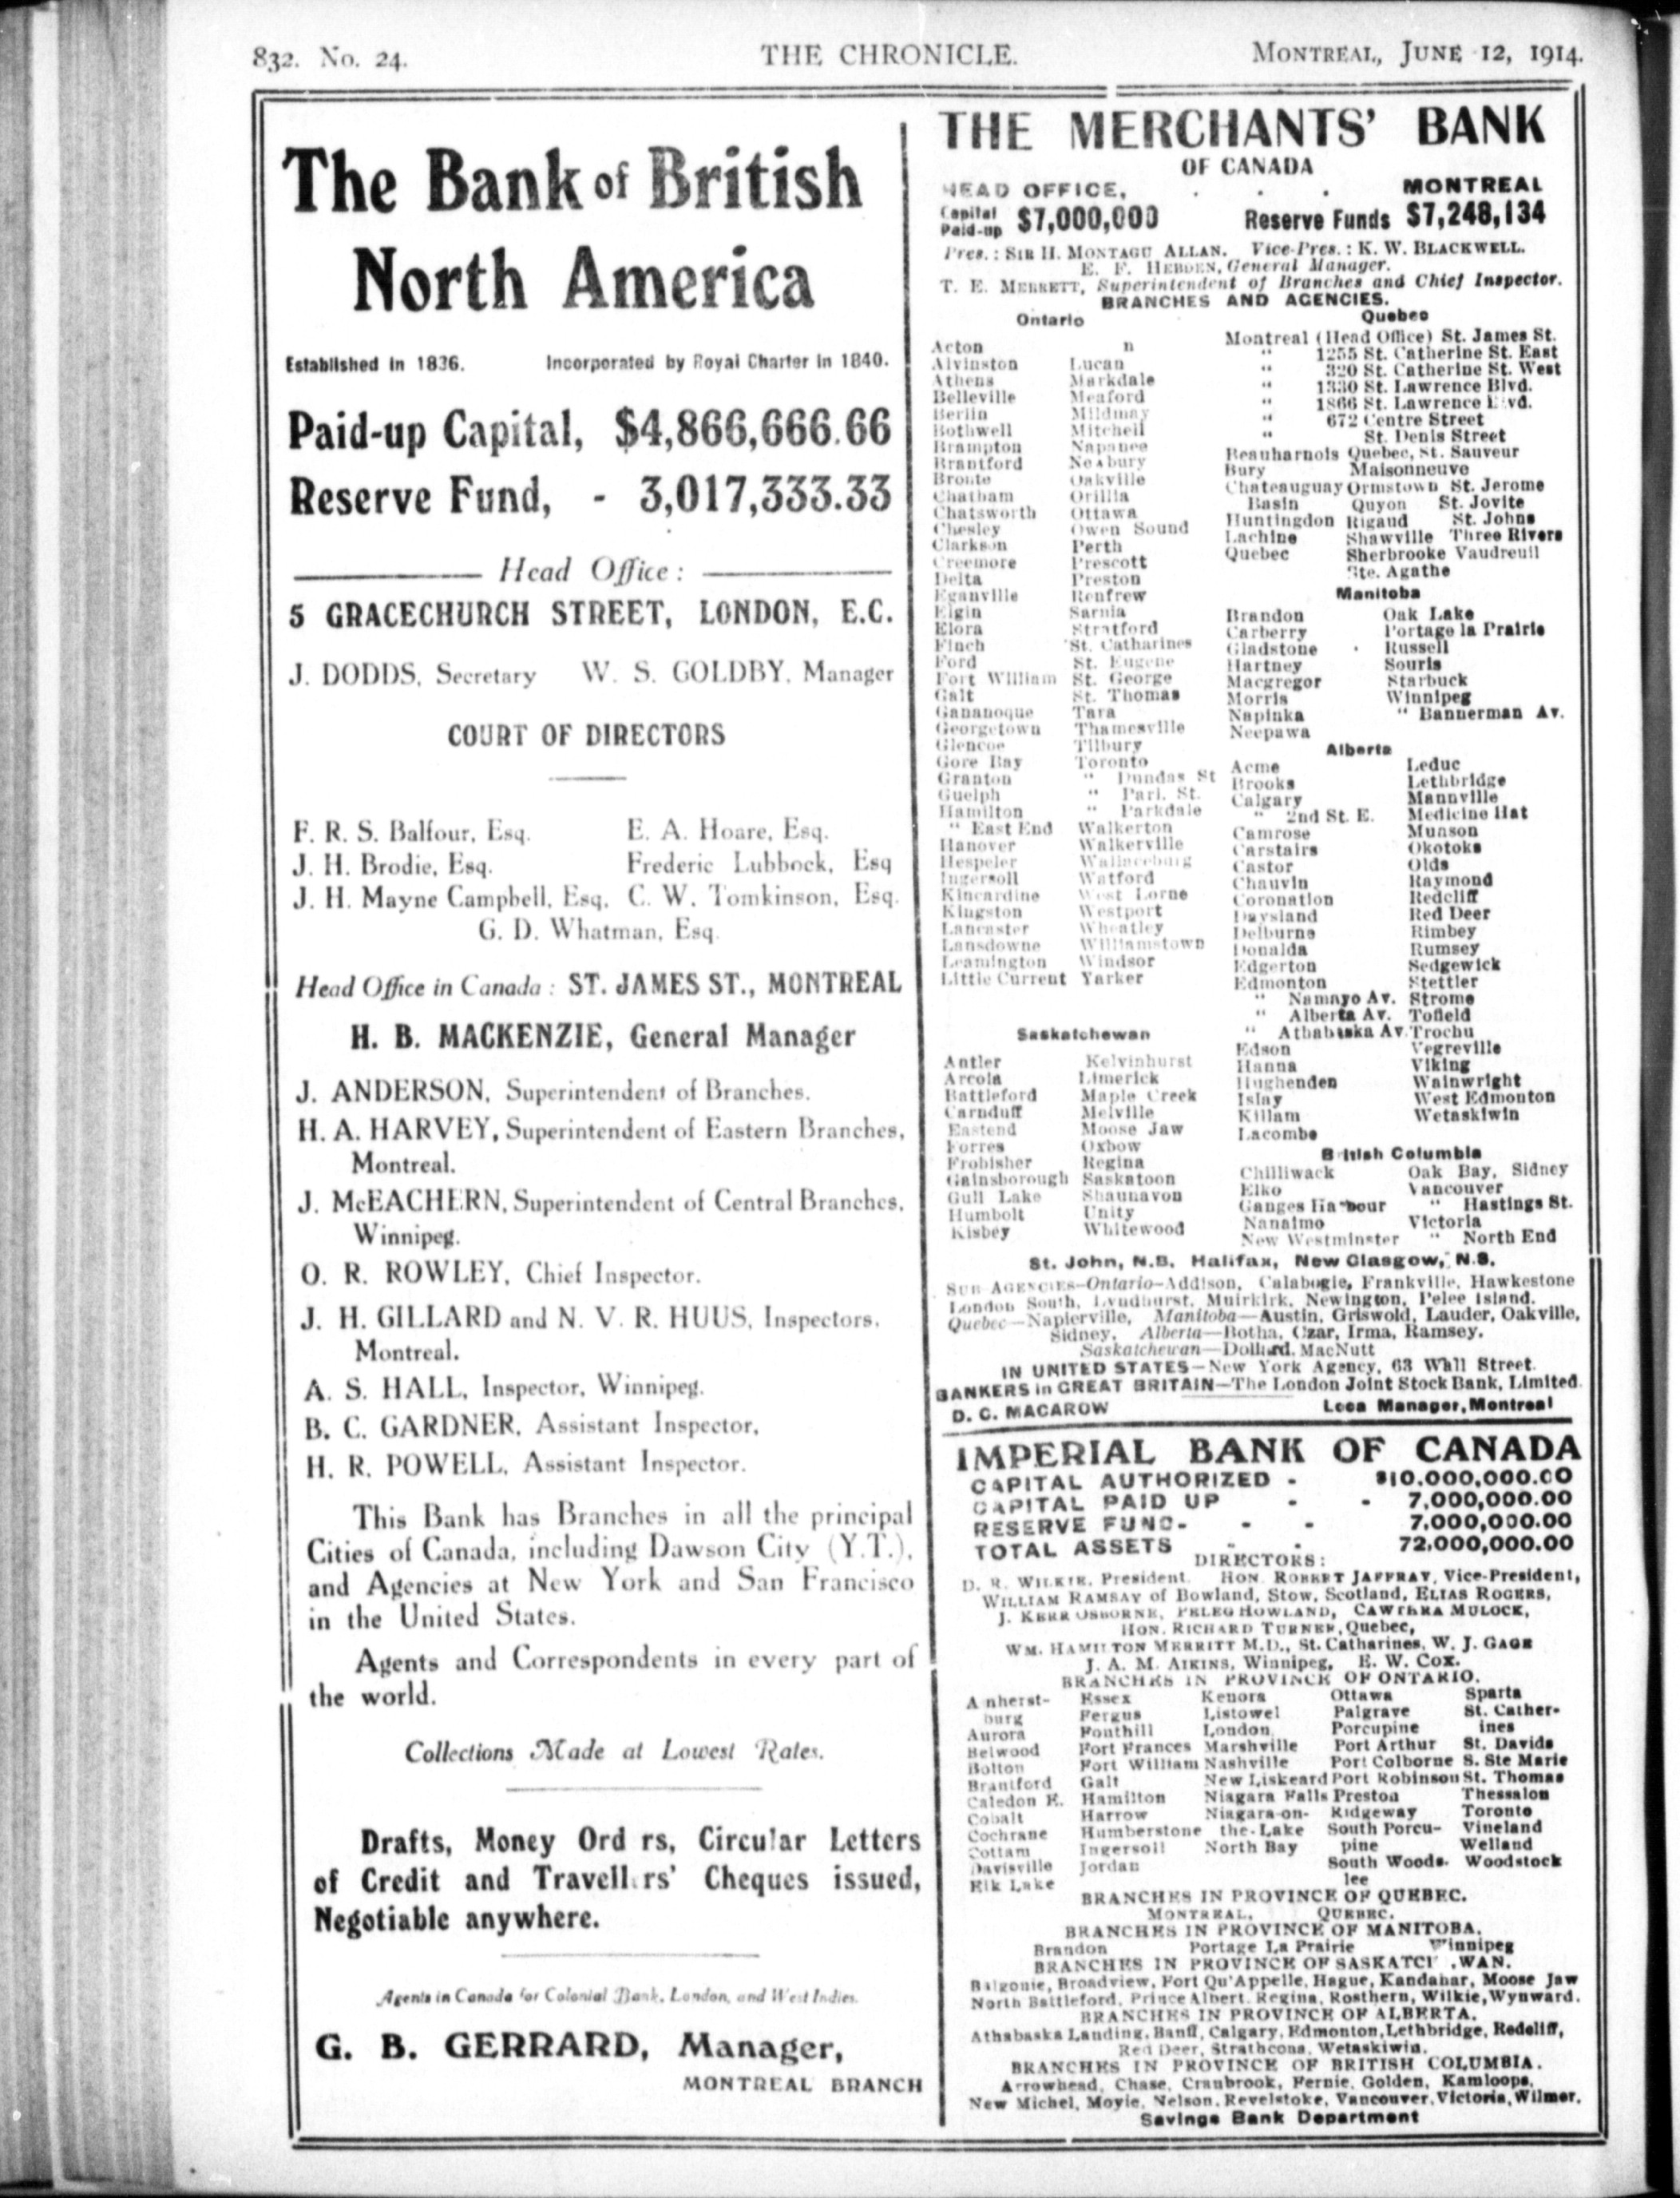 832. No. 24.
THE CHRONICLE.
MONTREAL, JUNE 12, 1914.
The Bank of British
North America
Established in 1836. Incorporated by Royal Charter in 1840.
Paid-up Capital, $4,866,666.66
Reserve Fund, - 3,017,333.33
Head Office :
5 GRACECHURCH STREET, LONDON, E.C.
J. DODDS, Secretary W. S. GOLDBY, Manager
COURT OF DIRECTORS
F. R. S. Balfour, Esq. E. A. Hoare, Esq.
J. H. Brodie, Esq. Frederic Lubbock, Esq
J. H. Mayne Campbell, Esq. C. W. Tomkinson, Esq.
G. D. Whatman, Esq.
Head Office in Canada : ST. JAMES ST., MONTREAL
H. B. MACKENZIE, General Manager
J. ANDERSON, Superintendent of Branches.
H. A. HARVEY, Superintendent of Eastern Branches,
Montreal.
J. McEACHERN, Superintendent of Central Branches,
Winnipeg.
O. R. ROWLEY, Chief Inspector.
J. H. GILLARD and N. V. R. HUUS, Inspectors,
Montreal.
A. S. HALL, Inspector, Winnipeg.
B. C. GARDNER, Assistant Inspector,
H. R. POWELL, Assistant Inspector.
This Bank has Branches in all the principal
Cities of Canada, including Dawson City (Y.T.),
and Agencies at New York and San Francisco
in the United States.
Agents and Correspondents in every part of
the world.
Collections Made at Lowest Rates.
Drafts, Money Ord rs, Circular Letters
of Credit and Travell rs' Cheques issued,
Negotiable anywhere.
Agents in Canada for Colonial Bank, London, and West Indies.
G. B. GERRARD, Manager,
MONTREAL BRANCH
THE MERCHANTS' BANK
OF CANADA
HEAD OFFICE, . . . MONTREAL
Capital Paid-up $7,000,000 Reserve Funds $7,248,134
Pres. : SIR H. MONTAGU ALLAN. Vice-Pres. : K. W. BLACKWELL.
E. F. HEBDEN, General Manager.
T. E. MERRETT, Superintendent of Branches and Chief Inspector.
BRANCHES AND AGENCIES.
Ontario
Acton n
Alvinston Lucan
Athens Markdale
Belleville Meaford
Berlin Mildmay
Bothwell Mitchell
Brampton Napanee
Brantford Neabury
Bronte Oakville
Chatham Orillia
Chatsworth Ottawa
Chesley Owen Sound
Clarkson Perth
Creemore Prescott
Delta Preston
Eganville Renfrew
Elgin Sarnia
Elora Stratford
Finch St. Catharines
Ford St. Eugene
Fort William St. George
Galt St. Thomas
Gananoque Tara
Georgetown Thamesville
Glencoe Tilbury
Gore Bay Toronto
Granton " Dundas St
Guelph " Parl. St.
Hamilton " Parkdale
" East End Walkerton
Hanover Walkerville
Hespeler Wallaceburg
Ingersoll Watford
Kincardine West Lorne
Kingston Westport
Lancaster Wheatley
Lansdowne Williamstown
Leamington Windsor
Little Current Yarker
Quebec
Montreal (Head Office) St. James St.
" 1255 St. Catherine St. East
" 320 St. Catherine St. West
" 1330 St. Lawrence Blvd.
" 1866 St. Lawrence Blvd.
" 672 Centre Street
" St. Denis Street
Beauharnois Quebec, St. Sauveur
Bury Maisonneuve
Chateauguay Ormstown St. Jerome
Basin Quyon St. Jovite
Huntingdon Rigaud St. Johns
Lachine Shawville Three Rivers
Quebec Sherbrooke Vaudreuil
Ste. Agathe
Manitoba
Brandon Oak Lake
Carberry Portage la Prairie
Gladstone Russell
Hartney Souris
Macgregor Starbuck
Morris Winnipeg
Napinka " Bannerman Av.
Neepawa
Alberta
Acme Leduc
Brooks Lethbridge
Calgary Mannville
" 2nd St. E. Medicine Hat
Camrose Munson
Carstairs Okotoks
Castor Olds
Chauvin Raymond
Coronation Redcliff
Daysland Red Deer
Delburne Rimbey
Donalda Rumsey
Edgerton Sedgewick
Edmonton Stettler
" Namayo Av. Strome
" Alberta Av. Tofield
" Athabaska Av. Trochu
Edson Vegreville
Hanna Viking
Hughenden Wainwright
Islay West Edmonton
Killam Wetaskiwin
Lacombe
Saskatchewan
Antler Kelvinhurst
Arcola Limerick
Battleford Maple Creek
Carnduff Melville
Eastend Moose Jaw
Forres Oxbow
Frobisher Regina
Gainsborough Saskatoon
Gull Lake Shaunavon
Humbolt Unity
Kisbey Whitewood
British Columbia
Chilliwack Oak Bay, Sidney
Elko Vancouver
Ganges Harbour " Hastings St.
Nanaimo Victoria
New Westminster " North End
St. John, N.B. Halifax, New Glasgow, N.S.
SUB AGENCIES—Ontario—Addison, Calabogie, Frankville, Hawkestone
London South, Lyndhurst, Muirkirk, Newington, Pelee Island.
Quebec—Napierville, Manitoba—Austin, Griswold, Lauder, Oakville,
Sidney, Alberta—Botha, Czar, Irma, Ramsey.
Saskatchewan—Dollard, MacNutt
IN UNITED STATES—New York Agency, 63 Wall Street.
BANKERS in GREAT BRITAIN—The London Joint Stock Bank, Limited.
D. C. MACAROW Loca Manager, Montreal
IMPERIAL BANK OF CANADA
CAPITAL AUTHORIZED - $10,000,000.00
CAPITAL PAID UP - - 7,000,000.00
RESERVE FUND- - - 7,000,000.00
TOTAL ASSETS - - 72,000,000.00
DIRECTORS:
D. R. WILKIE, President. HON. ROBERT JAFFRAY, Vice-President,
WILLIAM RAMSAY of Bowland, Stow, Scotland, ELIAS ROGERS,
J. KERR OSBORNE, PELEG HOWLAND, CAWTHRA MULOCK,
HON. RICHARD TURNER, Quebec,
WM. HAMILTON MERRITT M.D., St. Catharines, W. J. GAGE
J. A. M. AIKINS, Winnipeg, E. W. COX.
BRANCHES IN PROVINCE OF ONTARIO.
Amherst- Essex Kenora Ottawa Sparta
burg Fergus Listowel Palgrave St. Cather-
Aurora Fonthill London Porcupine ines
Belwood Fort Frances Marshville Port Arthur St. Davids
Bolton Fort William Nashville Port Colborne S. Ste Marie
Brantford Galt New Liskeard Port Robinson St. Thomas
Caledon E. Hamilton Niagara Falls Preston Thessalon
Cobalt Harrow Niagara-on- Ridgeway Toronto
Cochrane Humberstone the-Lake South Porcu- Vineland
Cottam Ingersoll North Bay pine Welland
Davisville Jordan South Woods- Woodstock
Elk Lake lee
BRANCHES IN PROVINCE OF QUEBEC.
MONTREAL, QUEBEC.
BRANCHES IN PROVINCE OF MANITOBA.
Brandon Portage La Prairie Winnipeg
BRANCHES IN PROVINCE OF SASKATCH WAN.
Balgonie, Broadview, Fort Qu'Appelle, Hague, Kandahar, Moose Jaw
North Battleford, Prince Albert, Regina, Rosthern, Wilkie, Wynward.
BRANCHES IN PROVINCE OF ALBERTA.
Athabaska Landing, Banff, Calgary, Edmonton, Lethbridge, Redcliff,
Red Deer, Strathcona, Wetaskiwin.
BRANCHES IN PROVINCE OF BRITISH COLUMBIA.
Arrowhead, Chase, Cranbrook, Fernie, Golden, Kamloops,
New Michel, Moyie, Nelson, Revelstoke, Vancouver, Victoria, Wilmer.
Savings Bank Department